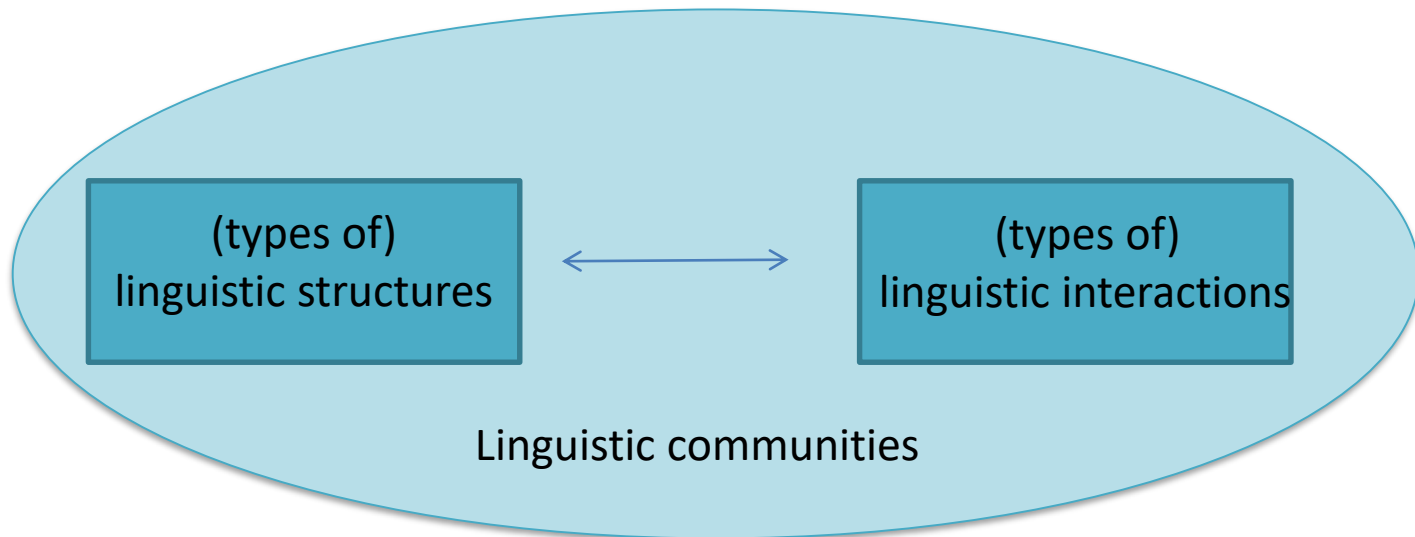 (types of)
linguistic structures
(types of)
linguistic interactions
Linguistic communities